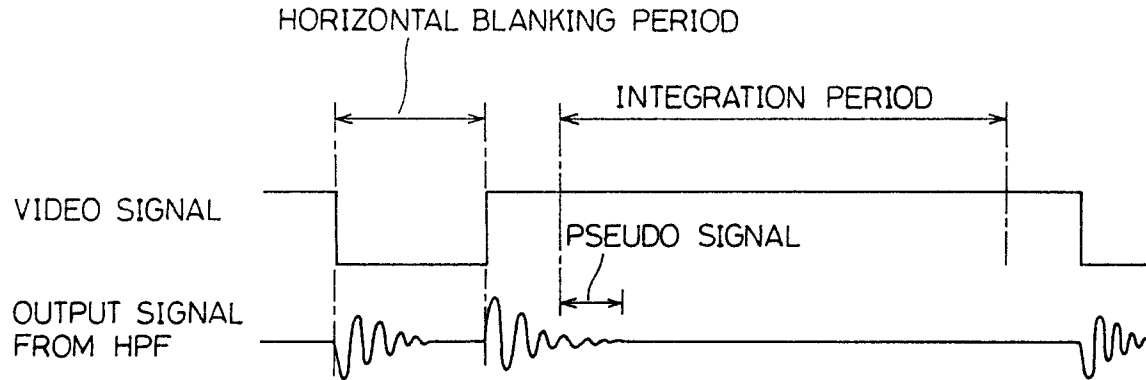 HORIZONTAL BLANKING PERIOD
INTEGRATION PERIOD
VIDEO SIGNAL
PSEUDO SIGNAL
OUTPUT SIGNAL
FROM HPF